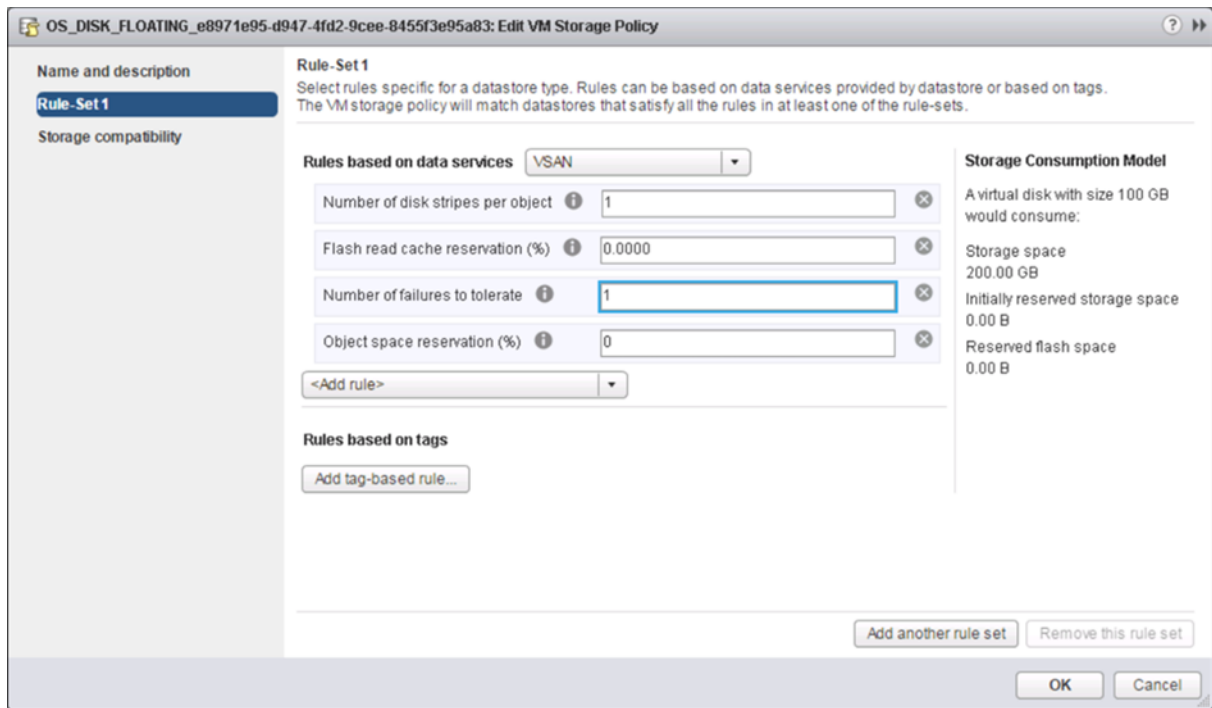 OS_DISK_FLOATING_e8971e95-d947-4fd2-9cee-8455f3e95a83: Edit VM Storage Policy
Name and description
Rule-Set 1
Storage compatibility
Rule-Set 1
Select rules specific for a datastore type. Rules can be based on data services provided by datastore or based on tags.
The VM storage policy will match datastores that satisfy all the rules in at least one of the rule-sets.
Rules based on data services VSAN
Number of disk stripes per object 1
Flash read cache reservation (%) 0.0000
Number of failures to tolerate 1
Object space reservation (%) 0
<Add rule>
Rules based on tags
Add tag-based rule...
Storage Consumption Model
A virtual disk with size 100 GB
would consume:
Storage space
200.00 GB
Initially reserved storage space
0.00 B
Reserved flash space
0.00 B
Add another rule set Remove this rule set
OK Cancel